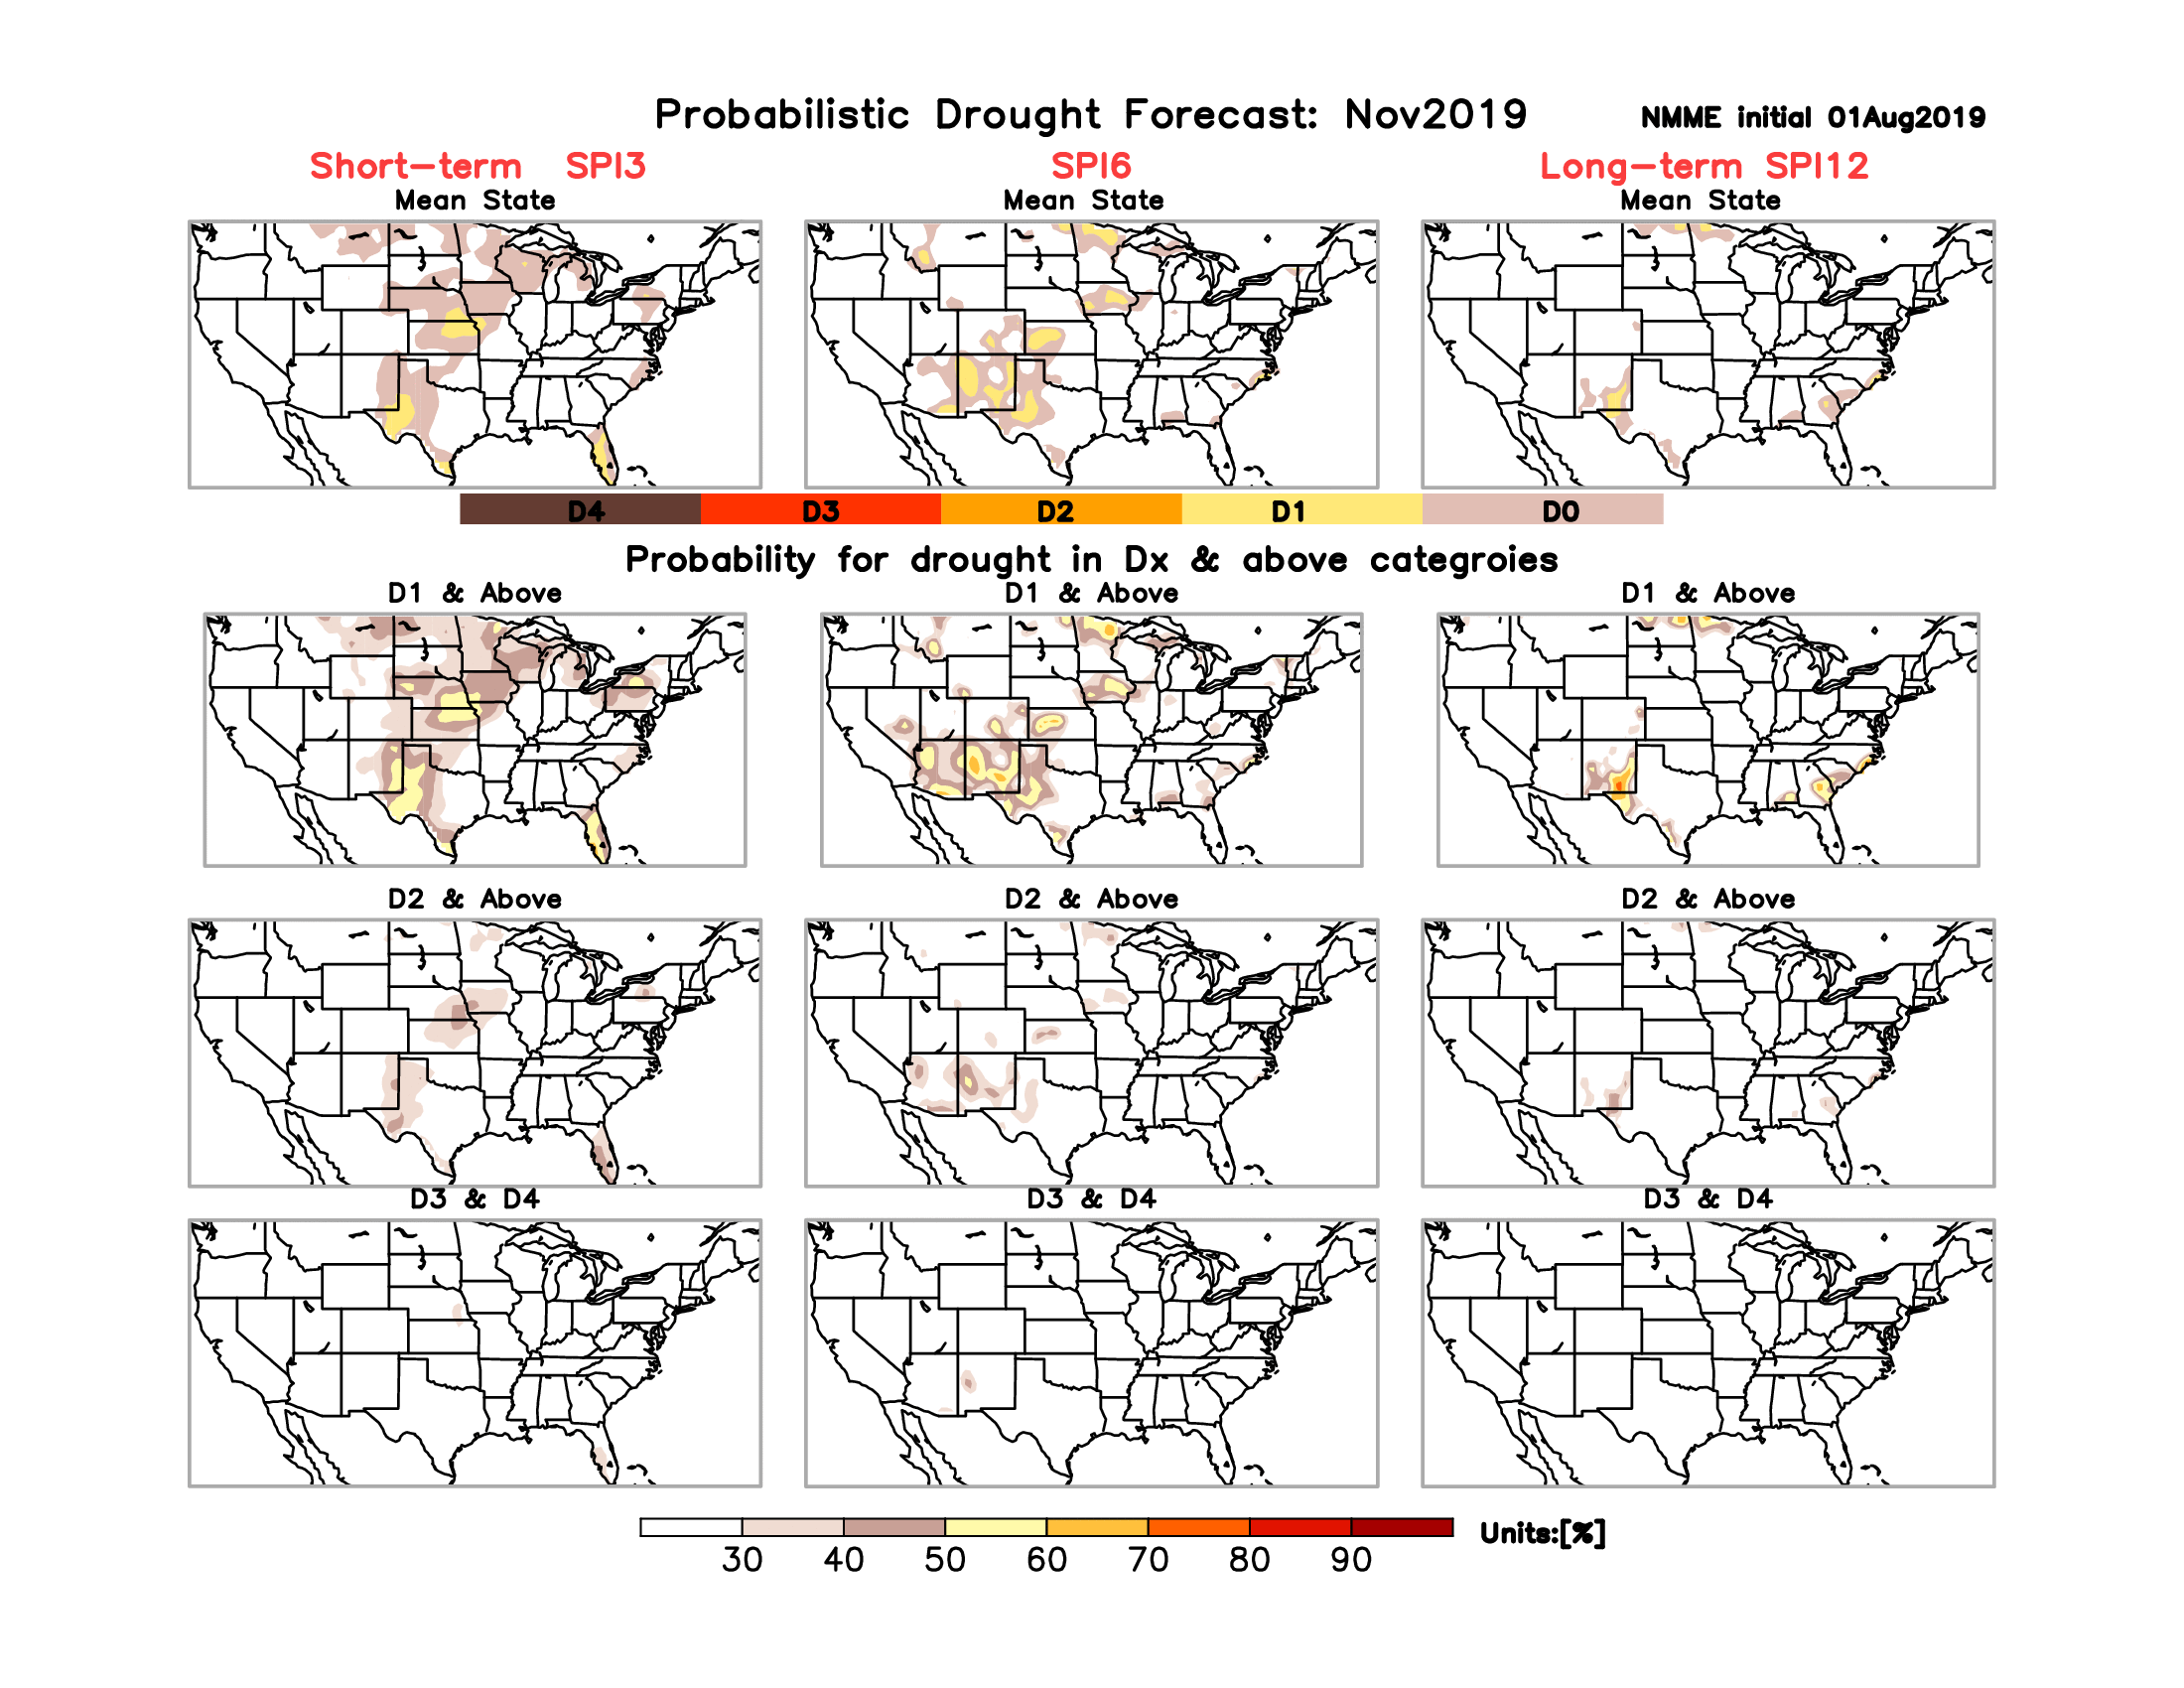 Probabilistic Drought Forecast: Nov2019 NMME initial 01Aug2019
Short-term SPI3 SPI6 Long-term SPI12
Mean State Mean State Mean State
D4 D3 D2 D1 D0
Probability for drought in Dx & above categroies
D1 & Above D1 & Above D1 & Above
D2 & Above D2 & Above D2 & Above
D3 & D4 D3 & D4 D3 & D4
30 40 50 60 70 80 90 Units:[%]